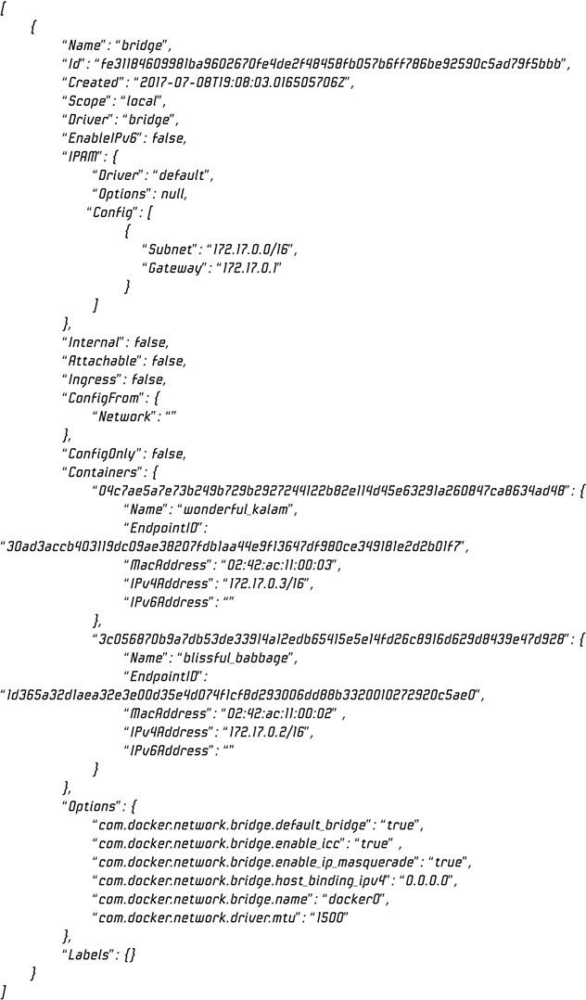 [
{
"Name": "bridge",
"Id": "fe31184609981ba9602670fe4de2f48458fb057b6ff786be92590c5ad79f5bbb",
"Created": "2017-07-08T19:08:03.016505706Z",
"Scope": "local",
"Driver": "bridge",
"EnableIPv6": false,
"IPAM": {
"Driver": "default",
"Options": null,
"Config": [
{
"Subnet": "172.17.0.0/16",
"Gateway": "172.17.0.1"
}
]
},
"Internal": false,
"Attachable": false,
"Ingress": false,
"ConfigFrom": {
"Network": ""
},
"ConfigOnly": false,
"Containers": {
"04c7ae5a7e73b249b729b2927244122b82e114d45e63291a260847ca8634ad48": {
"Name": "wonderful_kalam",
"EndpointID":
"30ad3accb403119dc09ae38207fdb1aa44e9f13647df980ce349181e2d2b01f7",
"MacAddress": "02:42:ac:11:00:03",
"IPv4Address": "172.17.0.3/16",
"IPv6Address": ""
},
"3c056870b9a7db53de33914a12edb65415e5e14fd26c8916d629d8439e47d928": {
"Name": "blissful_babbage",
"EndpointID":
"1d365a32d1aea32e3e00d35e4d074f1cf8d293006dd88b3320010272920c5ae0",
"MacAddress": "02:42:ac:11:00:02" ,
"IPv4Address": "172.17.0.2/16",
"IPv6Address": ""
}
},
"Options": {
"com.docker.network.bridge.default_bridge": "true",
"com.docker.network.bridge.enable_icc": "true" ,
"com.docker.network.bridge.enable_ip_masquerade": "true",
"com.docker.network.bridge.host_binding_ipv4": "0.0.0.0",
"com.docker.network.bridge.name": "docker0",
"com.docker.network.driver.mtu": "1500"
},
"Labels": {}
}
]